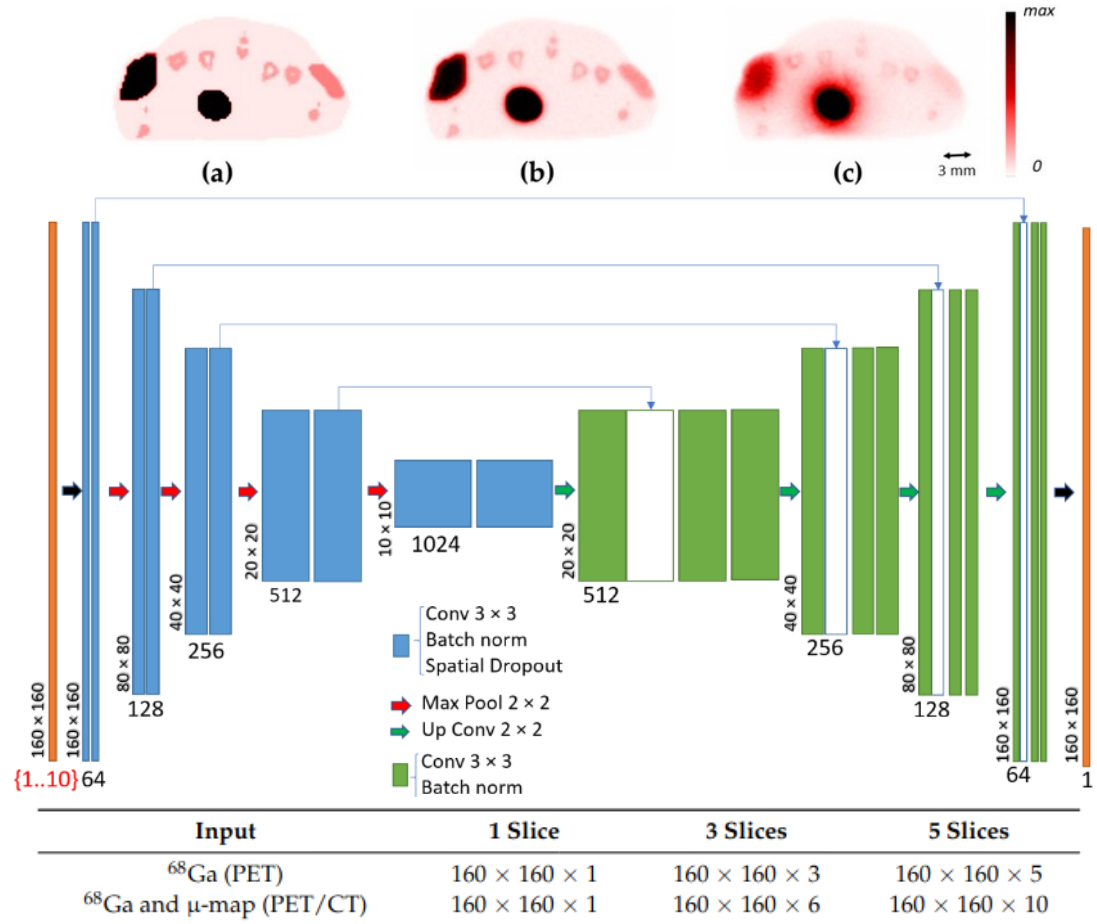 max
0
3 mm
(a) (b) (c)
160 × 160
{1..10}
160 × 160
64
80 × 80
128
40 × 40
256
20 × 20
512
10 × 10
1024
20 × 20
512
40 × 40
256
80 × 80
128
160 × 160
64
160 × 160
1
Conv 3 × 3
Batch norm
Spatial Dropout
Max Pool 2 × 2
Up Conv 2 × 2
Conv 3 × 3
Batch norm
Input 1 Slice 3 Slices 5 Slices
⁶⁸Ga (PET) 160 × 160 × 1 160 × 160 × 3 160 × 160 × 5
⁶⁸Ga and μ-map (PET/CT) 160 × 160 × 1 160 × 160 × 6 160 × 160 × 10